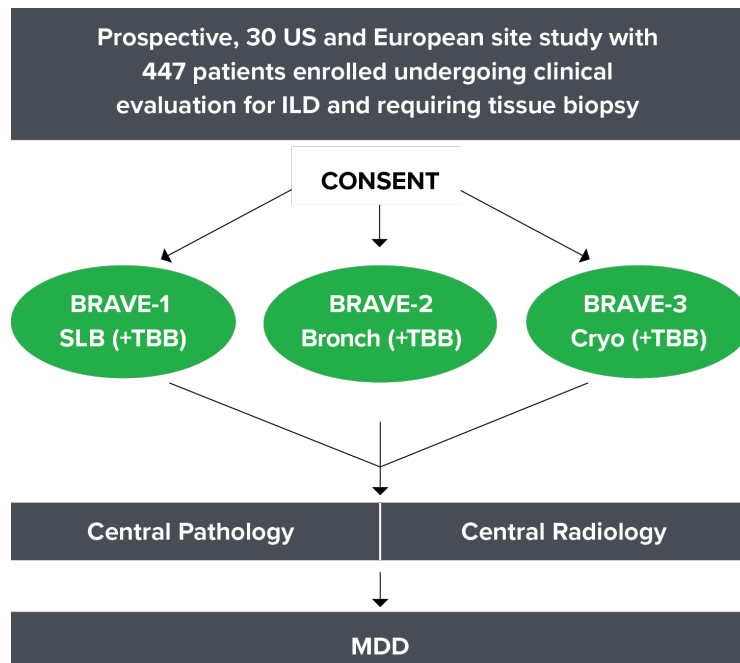 Prospective, 30 US and European site study with
447 patients enrolled undergoing clinical
evaluation for ILD and requiring tissue biopsy
CONSENT
BRAVE-1
SLB (+TBB)
BRAVE-2
Bronch (+TBB)
BRAVE-3
Cryo (+TBB)
Central Pathology
Central Radiology
MDD